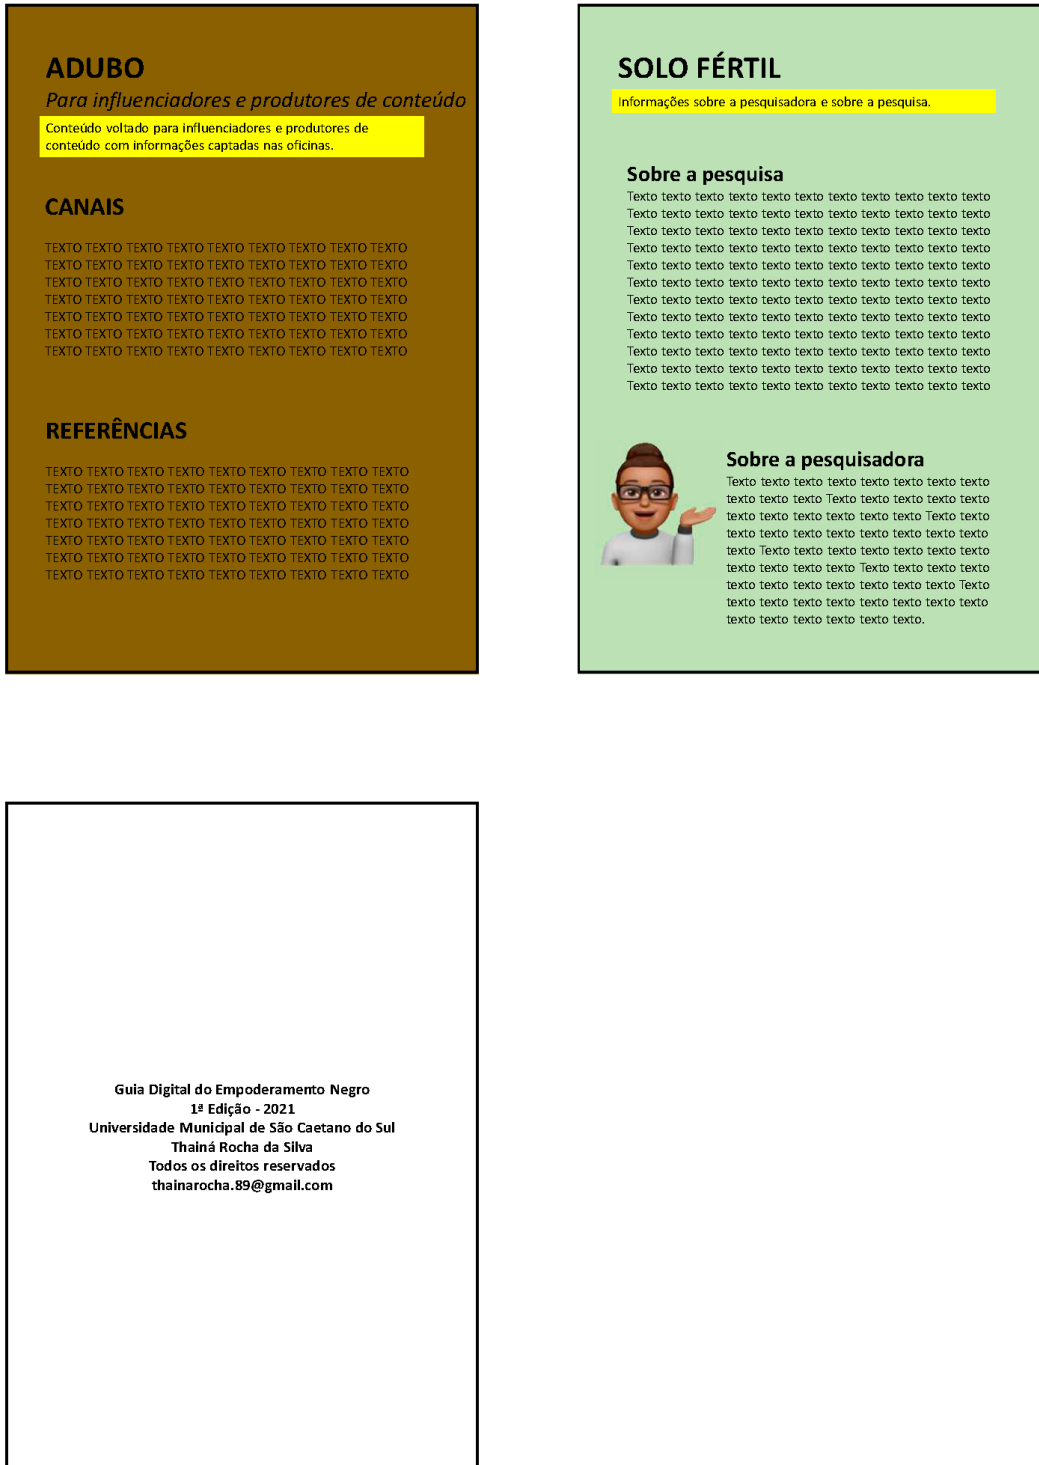 ADUBO
Para influenciadores e produtores de conteúdo
Conteúdo voltado para influenciadores e produtores de
conteúdo com informações captadas nas oficinas.
CANAIS
TEXTO TEXTO TEXTO TEXTO TEXTO TEXTO TEXTO TEXTO TEXTO
TEXTO TEXTO TEXTO TEXTO TEXTO TEXTO TEXTO TEXTO TEXTO
TEXTO TEXTO TEXTO TEXTO TEXTO TEXTO TEXTO TEXTO TEXTO
TEXTO TEXTO TEXTO TEXTO TEXTO TEXTO TEXTO TEXTO TEXTO
TEXTO TEXTO TEXTO TEXTO TEXTO TEXTO TEXTO TEXTO TEXTO
TEXTO TEXTO TEXTO TEXTO TEXTO TEXTO TEXTO TEXTO TEXTO
TEXTO TEXTO TEXTO TEXTO TEXTO TEXTO TEXTO TEXTO TEXTO
REFERÊNCIAS
TEXTO TEXTO TEXTO TEXTO TEXTO TEXTO TEXTO TEXTO TEXTO
TEXTO TEXTO TEXTO TEXTO TEXTO TEXTO TEXTO TEXTO TEXTO
TEXTO TEXTO TEXTO TEXTO TEXTO TEXTO TEXTO TEXTO TEXTO
TEXTO TEXTO TEXTO TEXTO TEXTO TEXTO TEXTO TEXTO TEXTO
TEXTO TEXTO TEXTO TEXTO TEXTO TEXTO TEXTO TEXTO TEXTO
TEXTO TEXTO TEXTO TEXTO TEXTO TEXTO TEXTO TEXTO TEXTO
TEXTO TEXTO TEXTO TEXTO TEXTO TEXTO TEXTO TEXTO TEXTO
SOLO FÉRTIL
Informações sobre a pesquisadora e sobre a pesquisa.
Sobre a pesquisa
Texto texto texto texto texto texto texto texto texto texto texto
Texto texto texto texto texto texto texto texto texto texto texto
Texto texto texto texto texto texto texto texto texto texto texto
Texto texto texto texto texto texto texto texto texto texto texto
Texto texto texto texto texto texto texto texto texto texto texto
Texto texto texto texto texto texto texto texto texto texto texto
Texto texto texto texto texto texto texto texto texto texto texto
Texto texto texto texto texto texto texto texto texto texto texto
Texto texto texto texto texto texto texto texto texto texto texto
Texto texto texto texto texto texto texto texto texto texto texto
Texto texto texto texto texto texto texto texto texto texto texto
Texto texto texto texto texto texto texto texto texto texto texto
Sobre a pesquisadora
Texto texto texto texto texto texto texto texto
texto texto texto Texto texto texto texto texto
texto texto texto texto texto texto Texto texto
texto texto texto texto texto texto texto texto
texto Texto texto texto texto texto texto texto
texto texto texto texto Texto texto texto texto
texto texto texto texto texto texto texto Texto
texto texto texto texto texto texto texto texto
texto texto texto texto texto texto.
Guia Digital do Empoderamento Negro
1ª Edição - 2021
Universidade Municipal de São Caetano do Sul
Thainá Rocha da Silva
Todos os direitos reservados
thainarocha.89@gmail.com